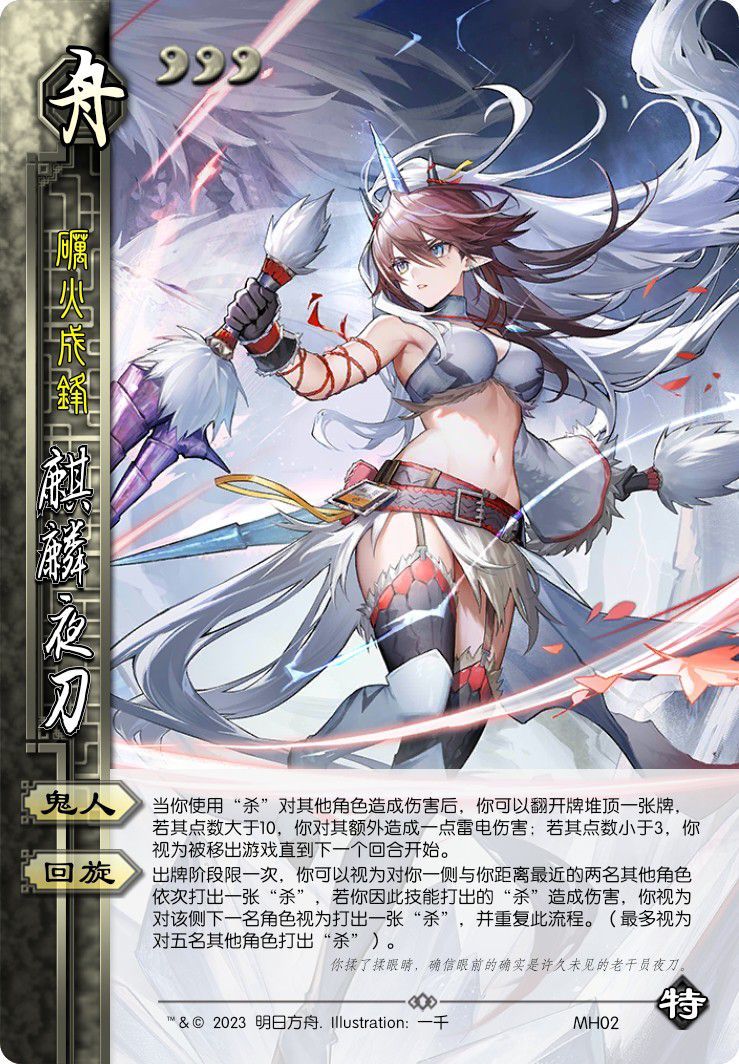 舟
礪火成鋒
麒麟夜刀
鬼人
当你使用“杀”对其他角色造成伤害后，你可以翻开牌堆顶一张牌，
若其点数大于10，你对其额外造成一点雷电伤害；若其点数小于3，你
视为被移出游戏直到下一个回合开始。
回旋
出牌阶段限一次，你可以视为对你一侧与你距离最近的两名其他角色
依次打出一张“杀”，若你因此技能打出的“杀”造成伤害，你视为
对该侧下一名角色视为打出一张“杀”，并重复此流程。（最多视为
对五名其他角色打出“杀”）。
你揉了揉眼睛，确信眼前的确实是许久未见的老干员夜刀。
特
™ & © 2023 明日方舟. Illustration: 一千 MH02